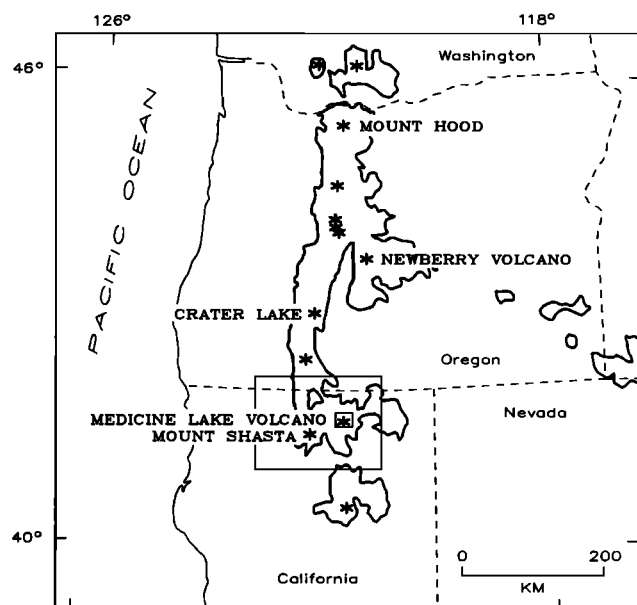 126°
118°
46°
Washington
MOUNT HOOD
PACIFIC OCEAN
NEWBERRY VOLCANO
CRATER LAKE
Oregon
Nevada
MEDICINE LAKE VOLCANO
MOUNT SHASTA
40°
0
200
KM
California